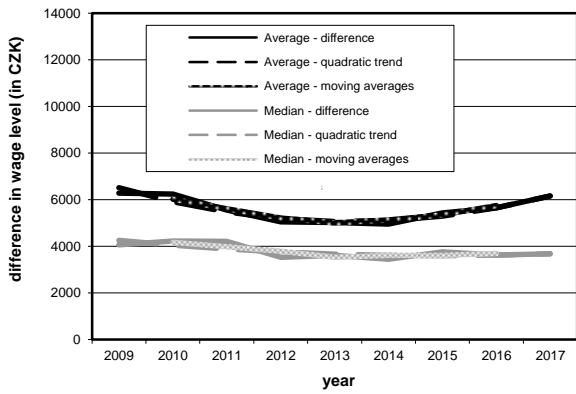 difference in wage level (in CZK)
14000
12000
10000
8000
6000
4000
2000
0
Average - difference
Average - quadratic trend
Average - moving averages
Median - difference
Median - quadratic trend
Median - moving averages
2009 2010 2011 2012 2013 2014 2015 2016 2017
year